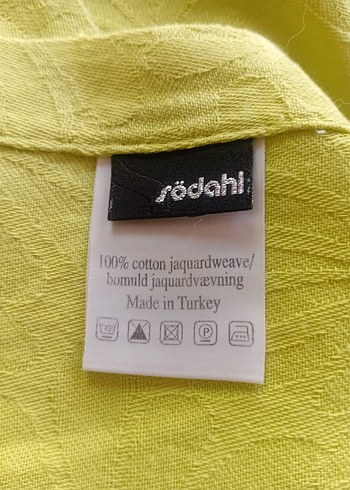 södahl
100% cotton jaquardweave/
bomuld jaquardvævning
Made in Turkey